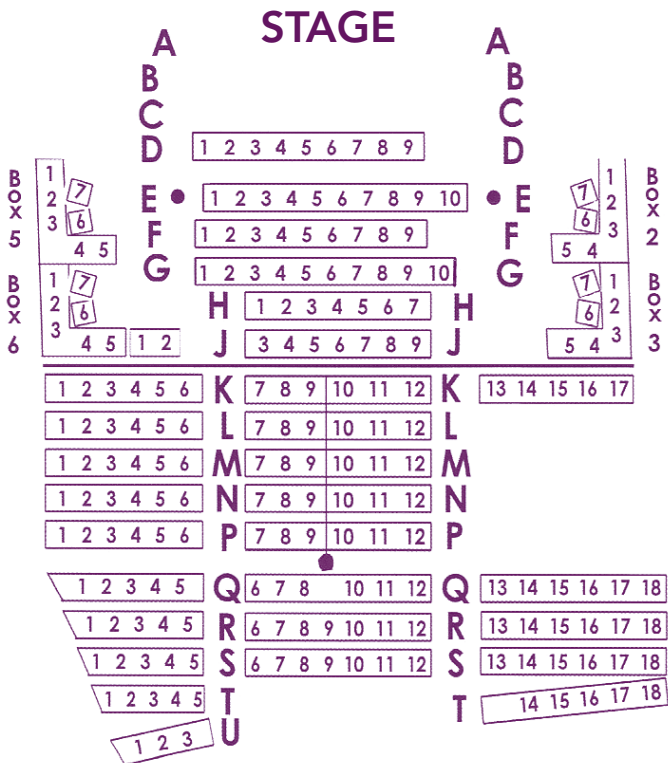 STAGE
A A
B B
C C
D 1 2 3 4 5 6 7 8 9 D
E 1 2 3 4 5 6 7 8 9 10 E
F 1 2 3 4 5 6 7 8 9 F
G 1 2 3 4 5 6 7 8 9 10 G
BOX 5 1 2 3 4 5 6 7
BOX 2 1 2 3 4 5 6 7
H 1 2 3 4 5 6 7 H
BOX 6 1 2 3 4 5 6 7
BOX 3 1 2 3 4 5 6 7
1 2 J 3 4 5 6 7 8 9 J
1 2 3 4 5 6 K 7 8 9 10 11 12 K 13 14 15 16 17
1 2 3 4 5 6 L 7 8 9 10 11 12 L
1 2 3 4 5 6 M 7 8 9 10 11 12 M
1 2 3 4 5 6 N 7 8 9 10 11 12 N
1 2 3 4 5 6 P 7 8 9 10 11 12 P
1 2 3 4 5 Q 6 7 8 10 11 12 Q 13 14 15 16 17 18
1 2 3 4 5 R 6 7 8 9 10 11 12 R 13 14 15 16 17 18
1 2 3 4 5 S 6 7 8 9 10 11 12 S 13 14 15 16 17 18
1 2 3 4 5 T T 14 15 16 17 18
1 2 3 U